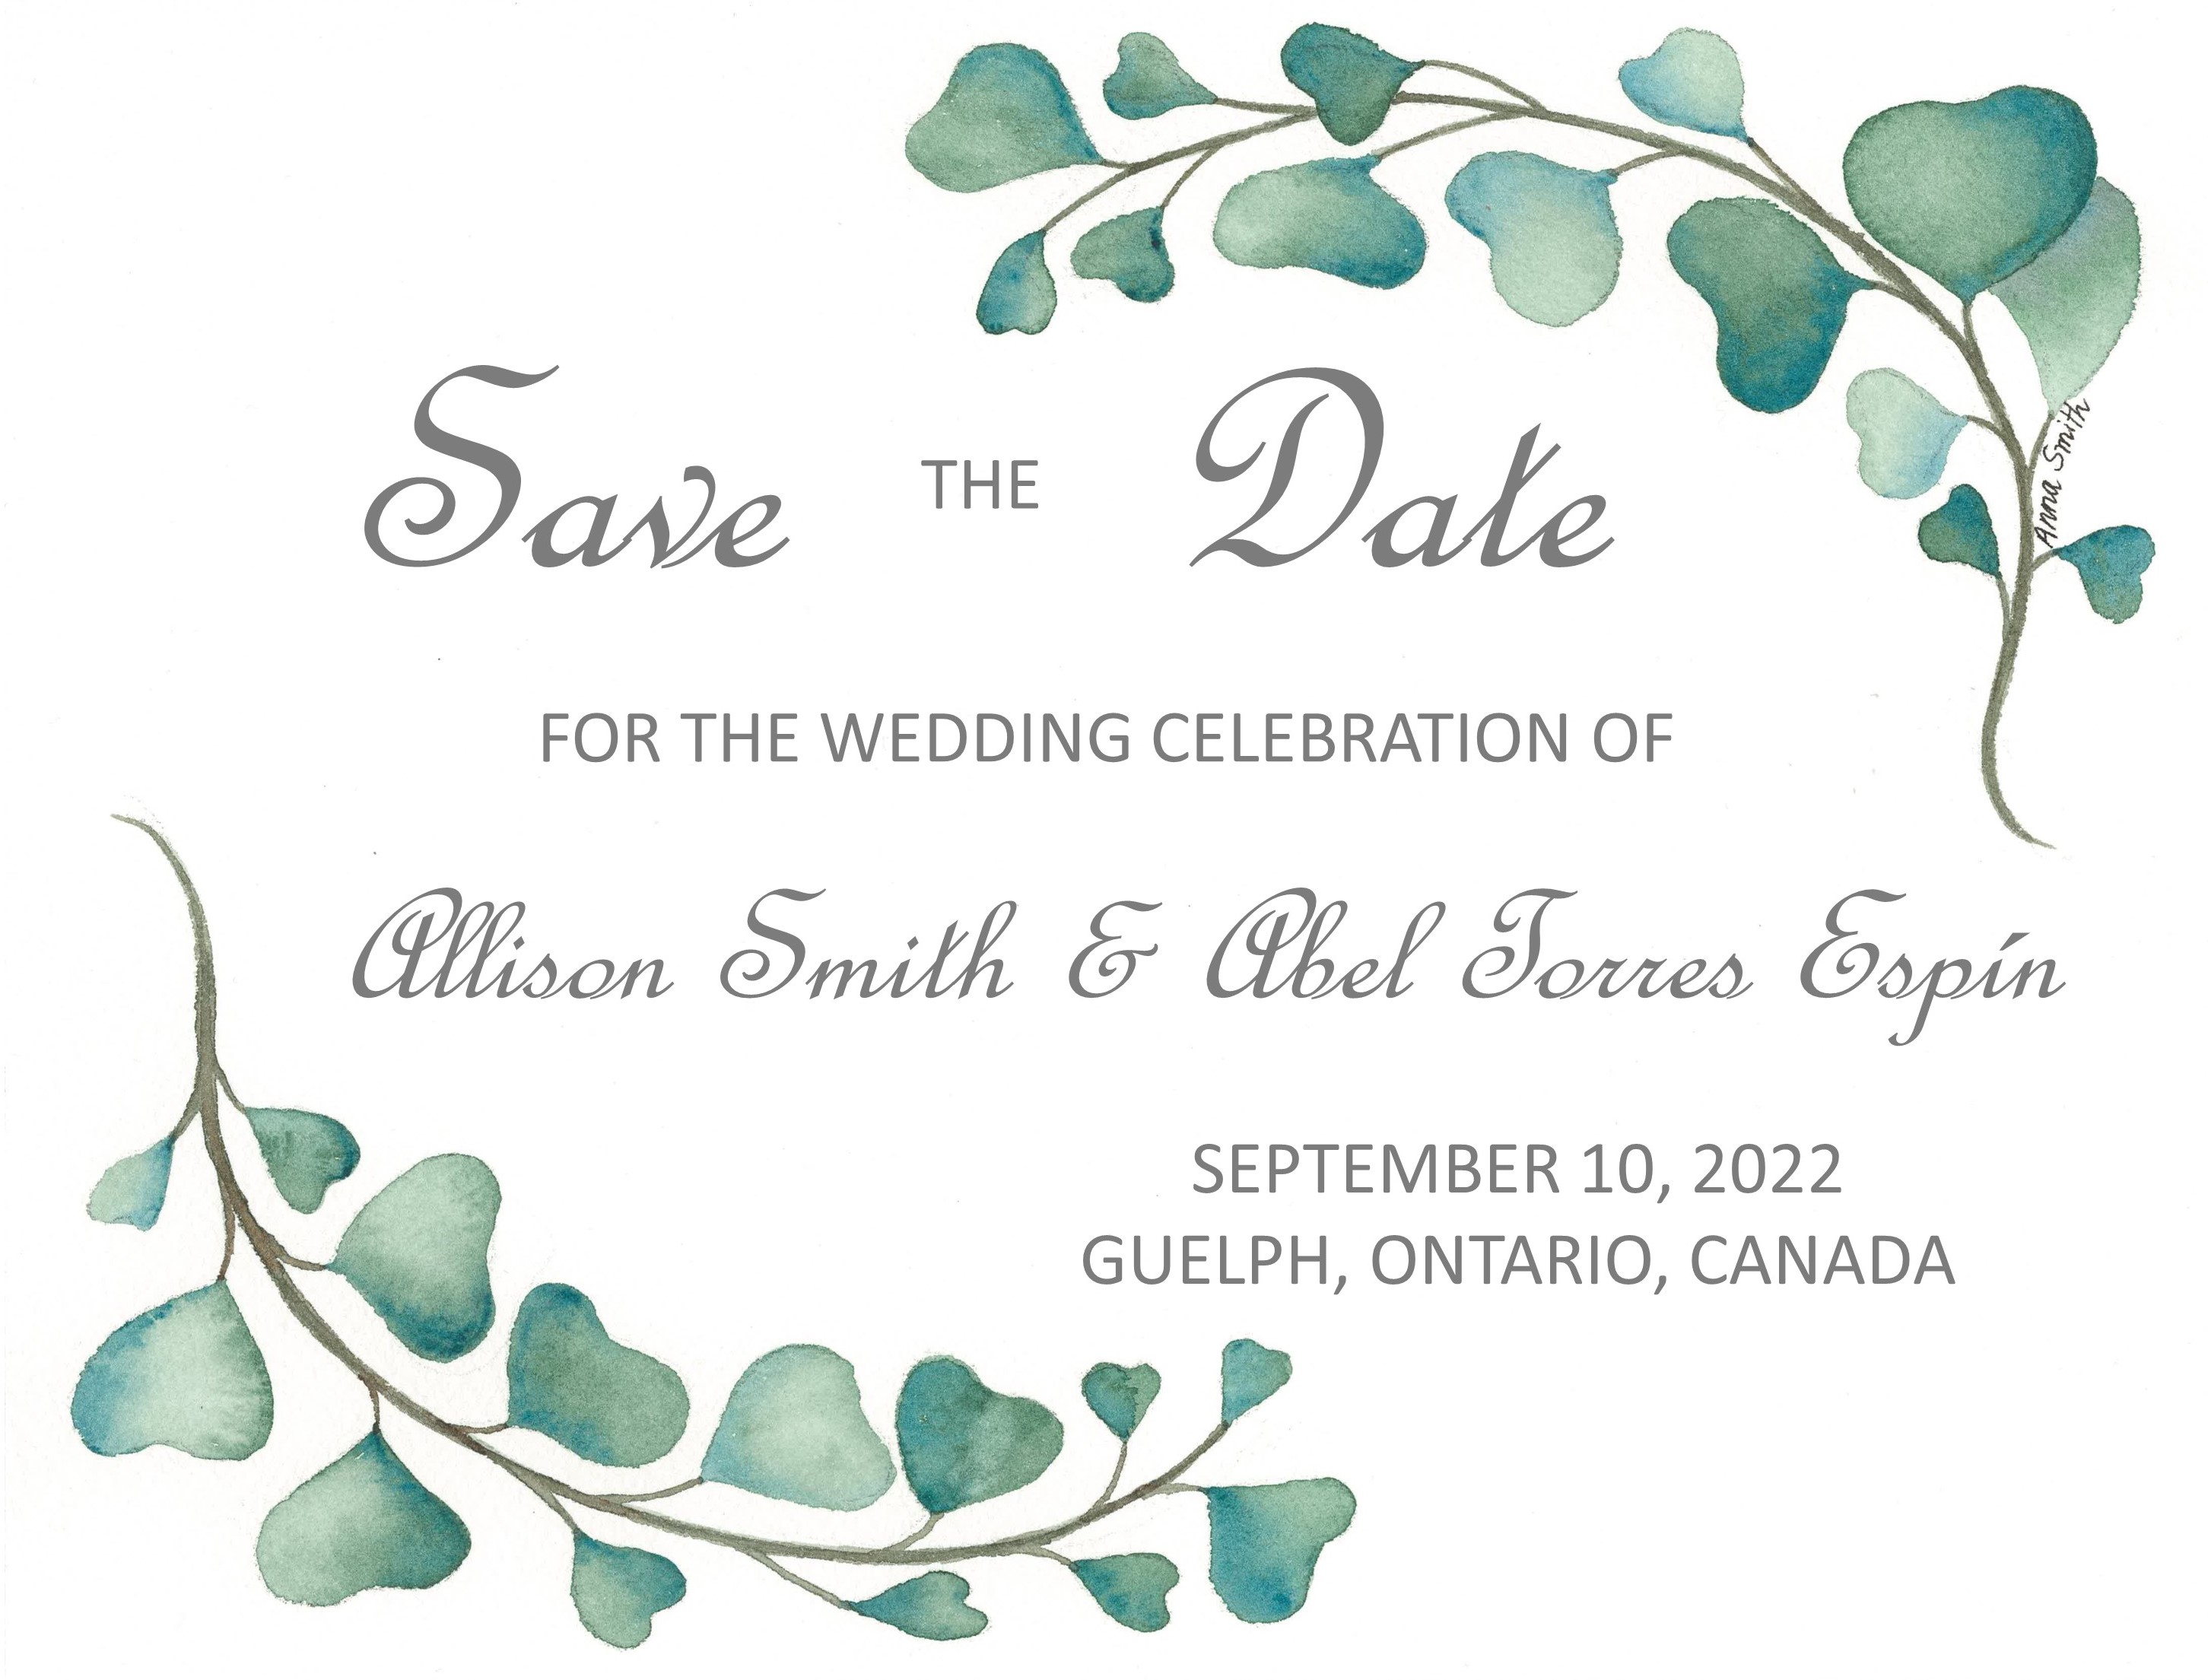 Save THE Date
Anna Smith
FOR THE WEDDING CELEBRATION OF
Allison Smith & Abel Torres Espín
SEPTEMBER 10, 2022
GUELPH, ONTARIO, CANADA